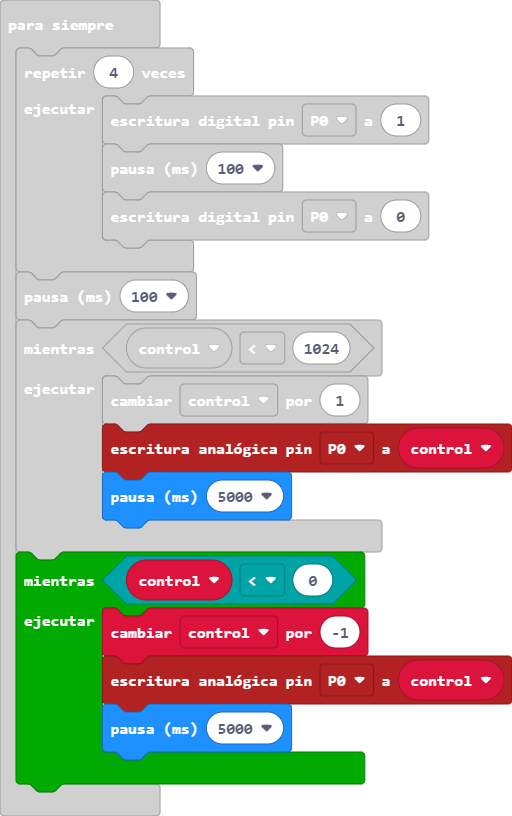 para siempre
repetir 4 veces
ejecutar
escritura digital pin P0 a 1
pausa (ms) 100
escritura digital pin P0 a 0
pausa (ms) 100
mientras control < 1024
ejecutar
cambiar control por 1
escritura analógica pin P0 a control
pausa (ms) 5000
mientras control < 0
ejecutar
cambiar control por -1
escritura analógica pin P0 a control
pausa (ms) 5000